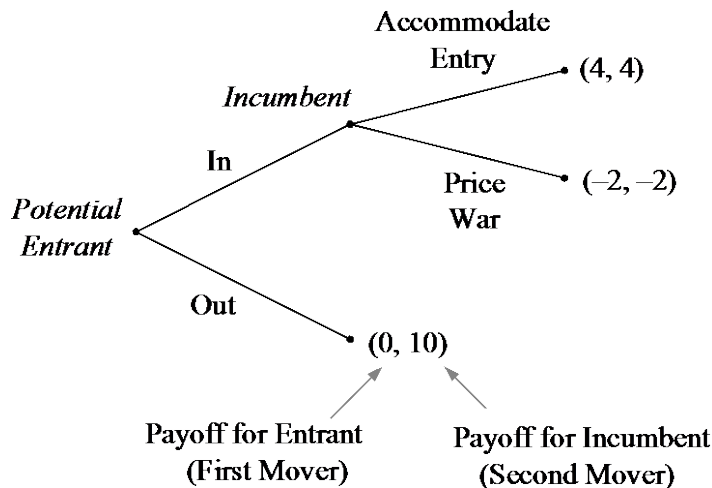 Accommodate
Entry
(4, 4)
Incumbent
In
Price
War
(–2, –2)
Potential
Entrant
Out
(0, 10)
Payoff for Entrant
(First Mover)
Payoff for Incumbent
(Second Mover)